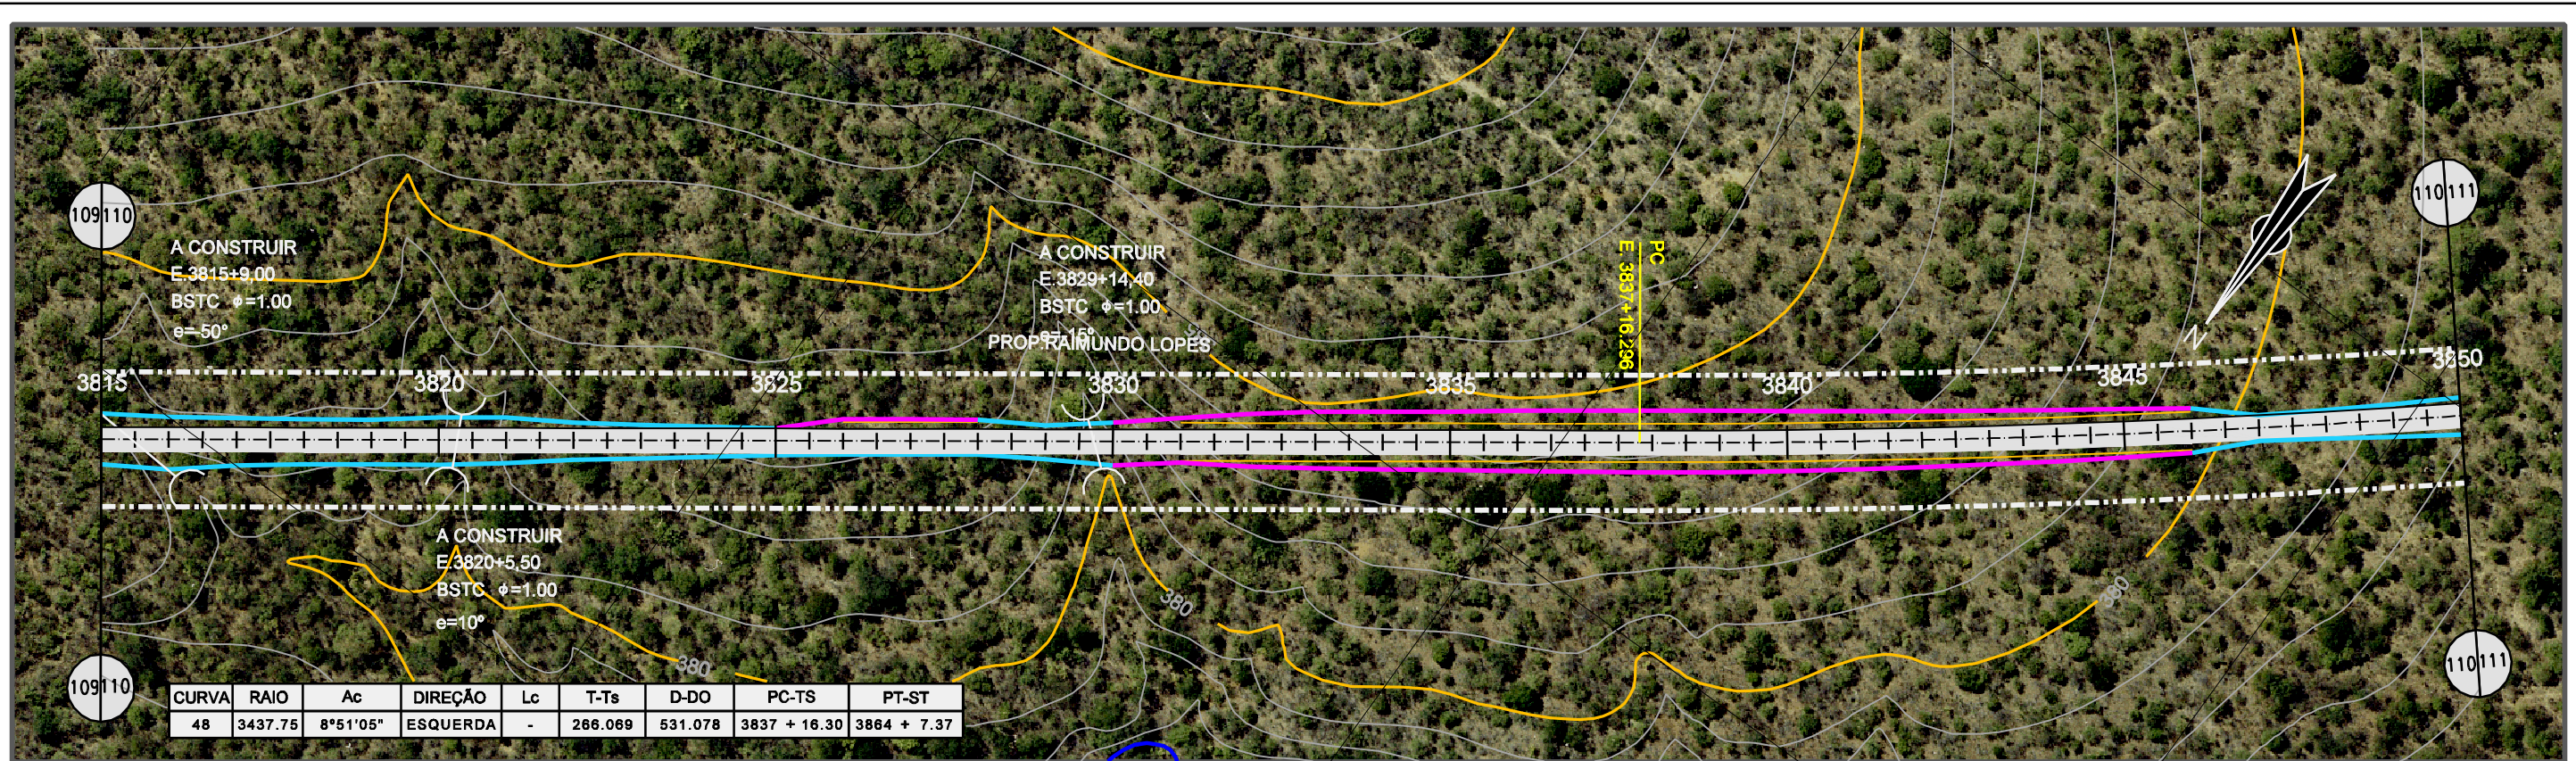 109 110
110 111
A CONSTRUIR
E.3815+9,00
BSTC ϕ=1.00
e=-50°
A CONSTRUIR
E.3829+14,40
BSTC ϕ=1.00
e=-15°
PROP.RAIMUNDO LOPES
PC
E. 3837+16.296
N
3815
3820
3825
3830
3835
3840
3845
3850
A CONSTRUIR
E.3820+5,50
BSTC ϕ=1.00
e=10°
380
380
380
109 110
110 111
CURVA RAIO Ac DIREÇÃO Lc T-Ts D-DO PC-TS PT-ST
48 3437.75 8°51'05" ESQUERDA - 266.069 531.078 3837 + 16.30 3864 + 7.37